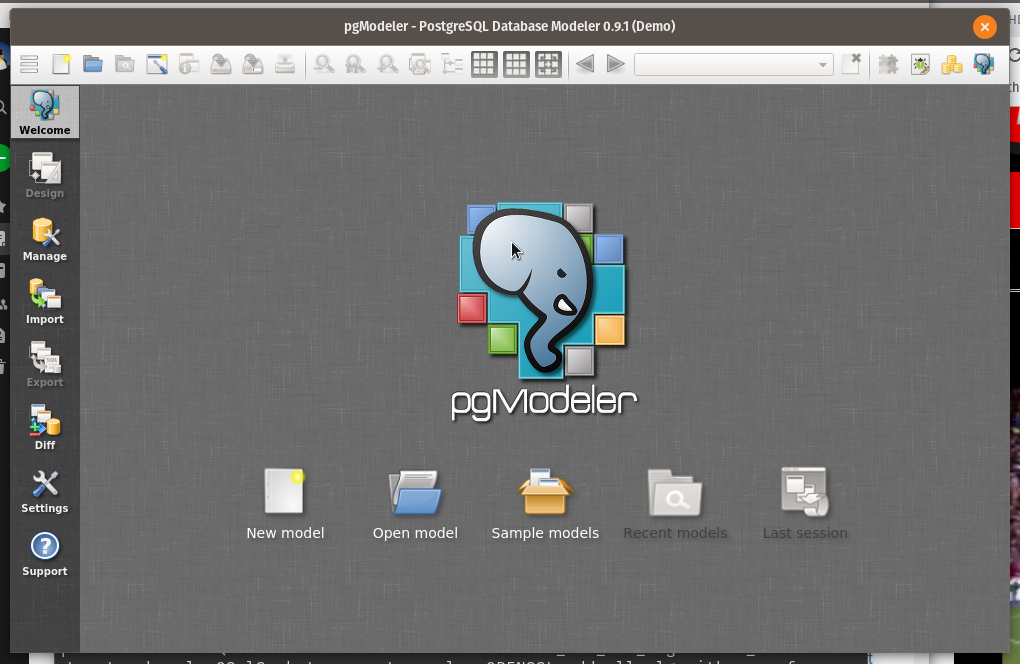 pgModeler - PostgreSQL Database Modeler 0.9.1 (Demo)
Welcome
Design
Manage
Import
Export
Diff
Settings
Support
pgModeler
New model
Open model
Sample models
Recent models
Last session